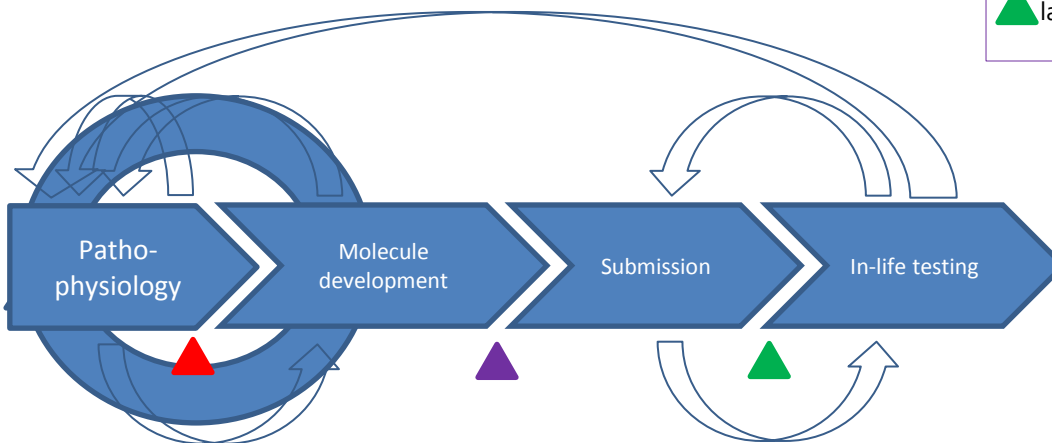 Patho-
physiology
Molecule
development
Submission
In-life testing